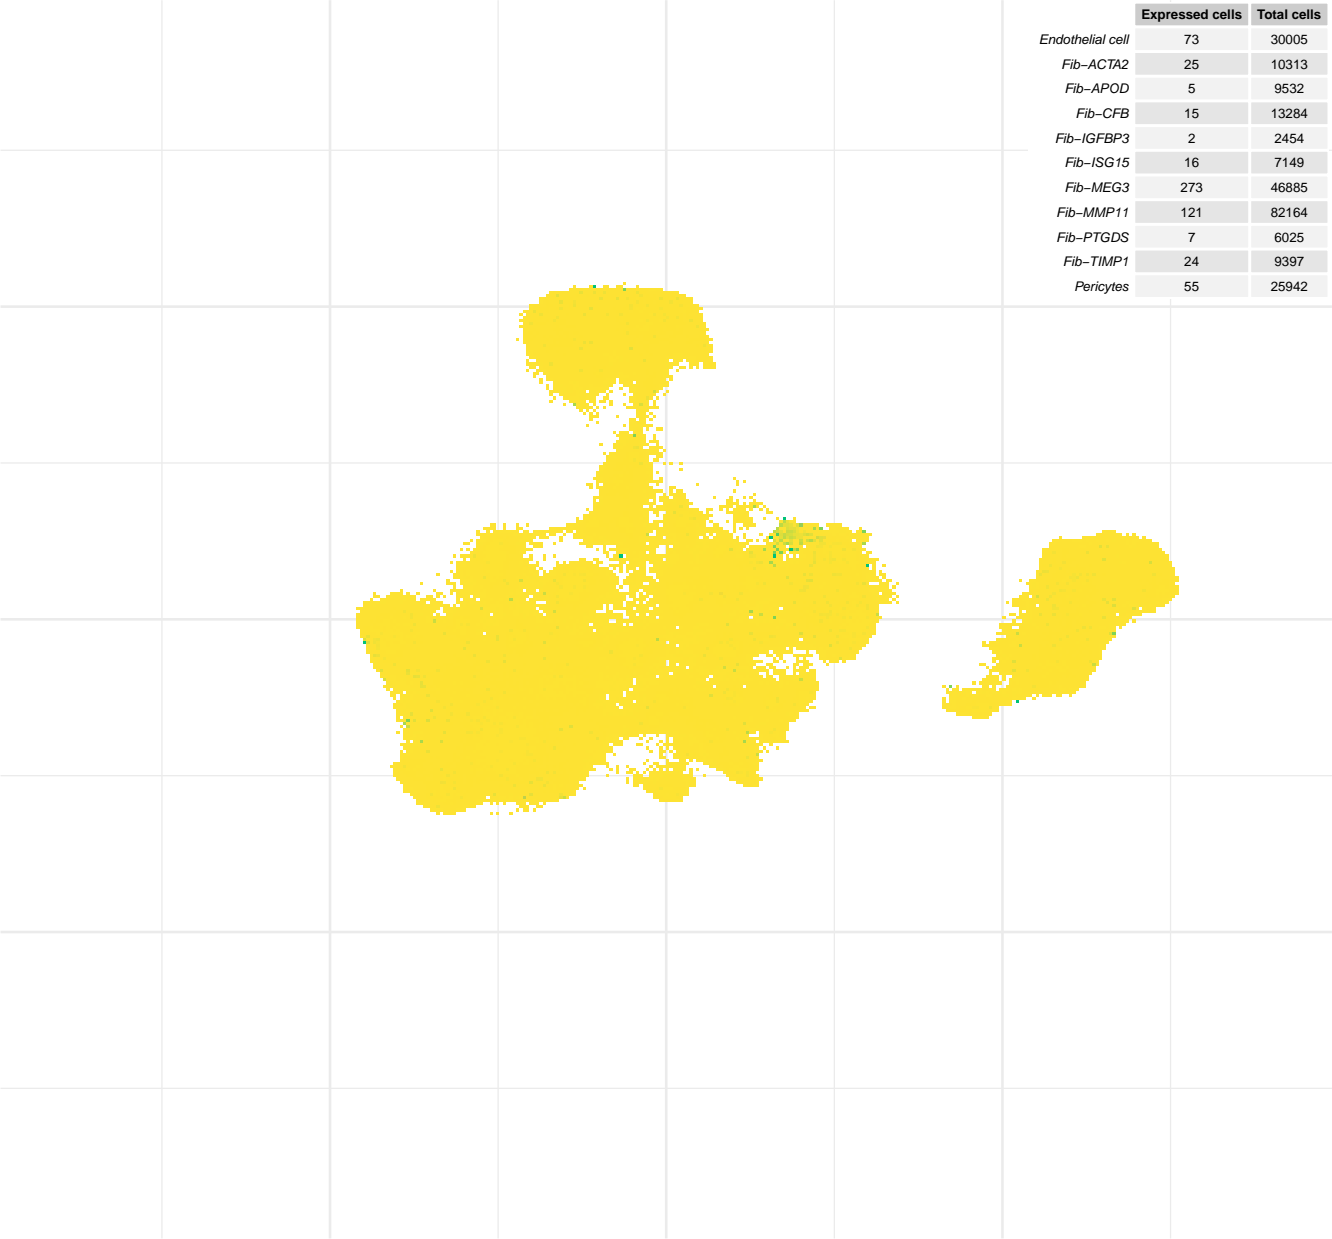 Expressed cells Total cells
Endothelial cell 73 30005
Fib−ACTA2 25 10313
Fib−APOD 5 9532
Fib−CFB 15 13284
Fib−IGFBP3 2 2454
Fib−ISG15 16 7149
Fib−MEG3 273 46885
Fib−MMP11 121 82164
Fib−PTGDS 7 6025
Fib−TIMP1 24 9397
Pericytes 55 25942